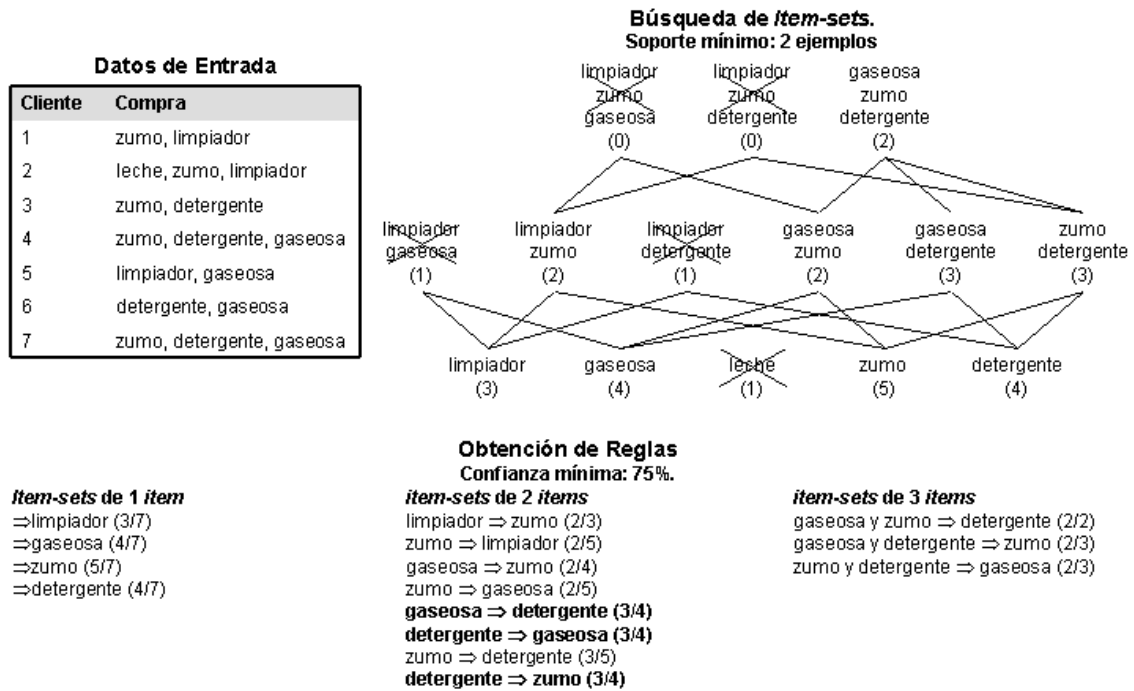 Búsqueda de Item-sets.
Soporte mínimo: 2 ejemplos
Datos de Entrada
Cliente Compra
1 zumo, limpiador
2 leche, zumo, limpiador
3 zumo, detergente
4 zumo, detergente, gaseosa
5 limpiador, gaseosa
6 detergente, gaseosa
7 zumo, detergente, gaseosa
limpiador limpiador gaseosa
zumo zumo zumo
gaseosa detergente detergente
(0) (0) (2)
limpiador limpiador limpiador gaseosa gaseosa zumo
gaseosa zumo detergente zumo detergente detergente
(1) (2) (1) (2) (3) (3)
limpiador gaseosa leche zumo detergente
(3) (4) (1) (5) (4)
Obtención de Reglas
Confianza mínima: 75%.
Item-sets de 1 item
⇒limpiador (3/7)
⇒gaseosa (4/7)
⇒zumo (5/7)
⇒detergente (4/7)
item-sets de 2 items
limpiador ⇒ zumo (2/3)
zumo ⇒ limpiador (2/5)
gaseosa ⇒ zumo (2/4)
zumo ⇒ gaseosa (2/5)
gaseosa ⇒ detergente (3/4)
detergente ⇒ gaseosa (3/4)
zumo ⇒ detergente (3/5)
detergente ⇒ zumo (3/4)
item-sets de 3 items
gaseosa y zumo ⇒ detergente (2/2)
gaseosa y detergente ⇒ zumo (2/3)
zumo y detergente ⇒ gaseosa (2/3)